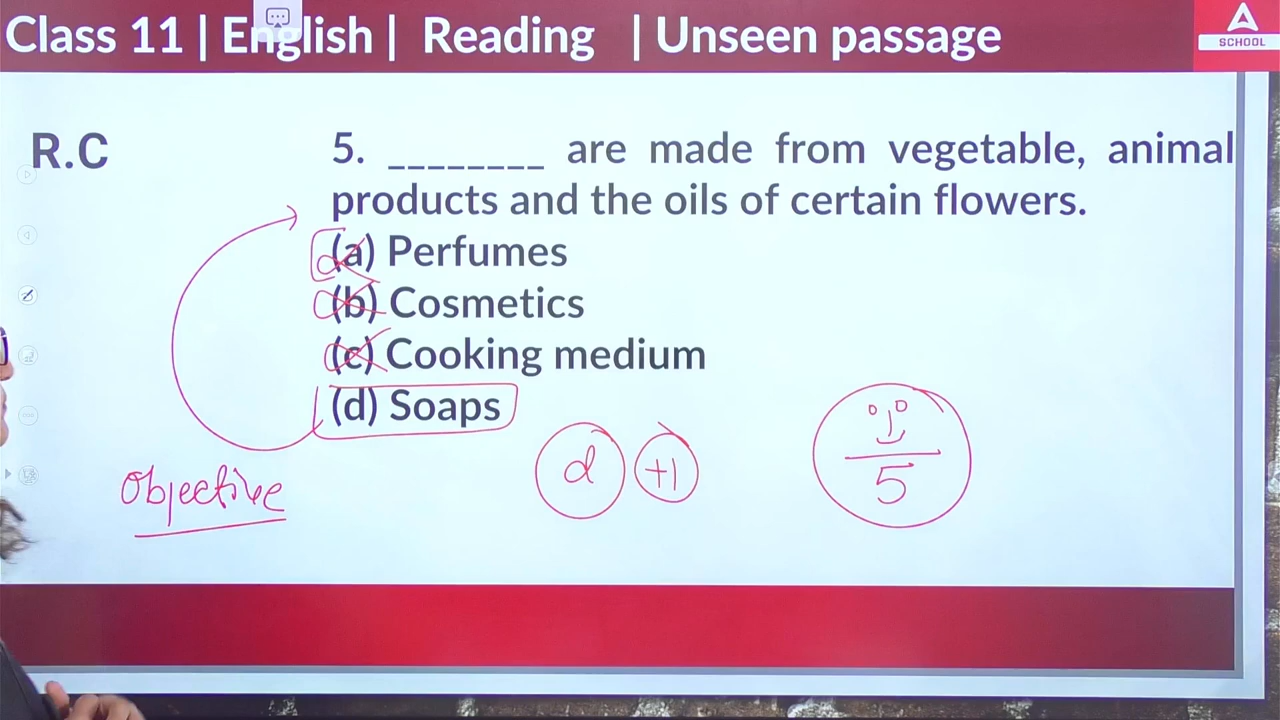 Class 11 | English | Reading | Unseen passage
A
SCHOOL
R.C
5. ________ are made from vegetable, animal
products and the oils of certain flowers.
(a) Perfumes
(b) Cosmetics
(c) Cooking medium
(d) Soaps
d +1
5
Objective